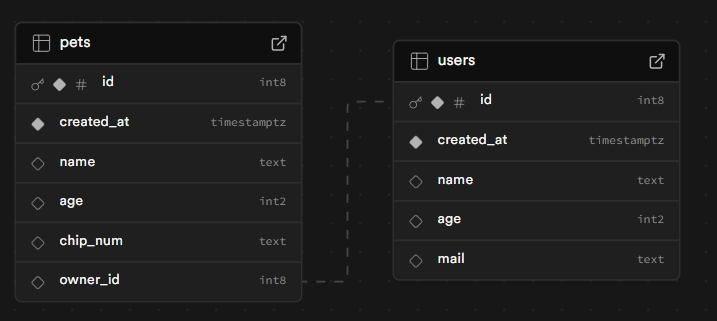 pets
id int8
created_at timestamptz
name text
age int2
chip_num text
owner_id int8
users
id int8
created_at timestamptz
name text
age int2
mail text